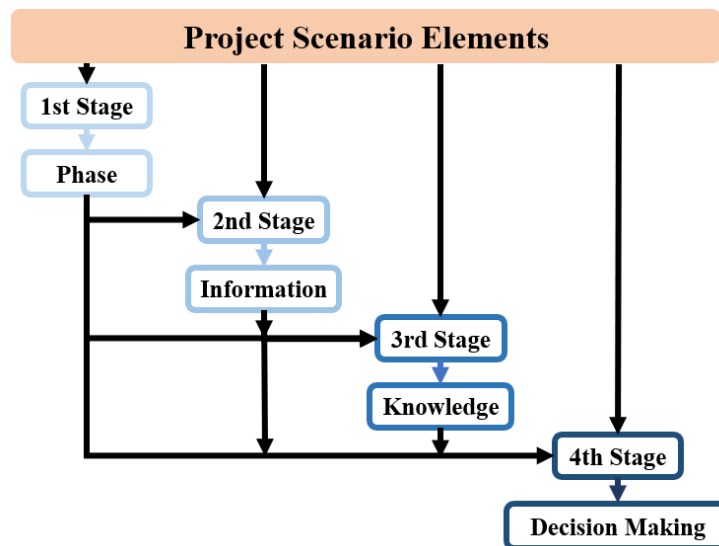 Project Scenario Elements
1st Stage
Phase
2nd Stage
Information
3rd Stage
Knowledge
4th Stage
Decision Making